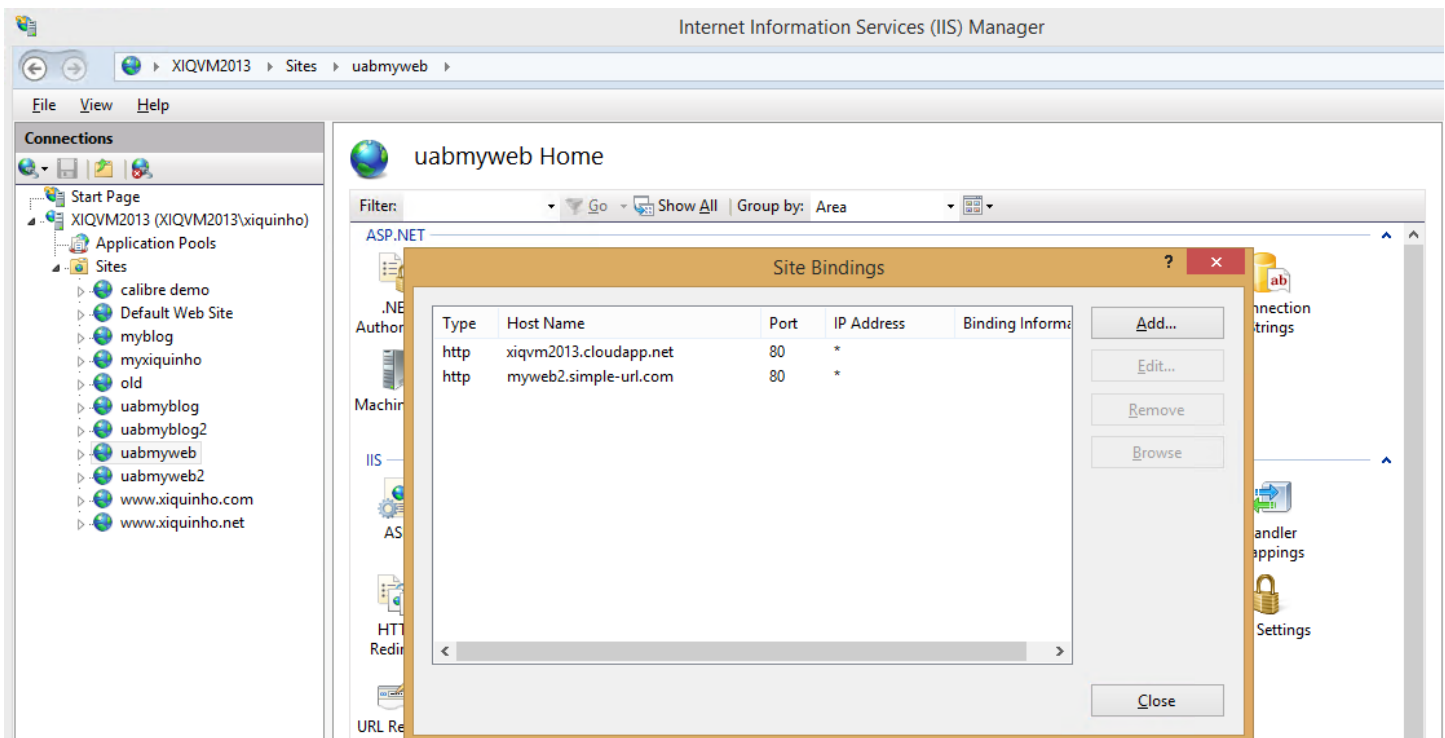 Internet Information Services (IIS) Manager
XIQVM2013 Sites uabmyweb
File View Help
Connections
Start Page
XIQVM2013 (XIQVM2013\xiquinho)
Application Pools
Sites
calibre demo
Default Web Site
myblog
myxiquinho
old
uabmyblog
uabmyblog2
uabmyweb
uabmyweb2
www.xiquinho.com
www.xiquinho.net
uabmyweb Home
Filter: Go Show All Group by: Area
ASP.NET
.NE
Author
Machin
IIS
AS
HTT
Redir
URL Re
Site Bindings ?
Type Host Name Port IP Address Binding Informa
http xiqvm2013.cloudapp.net 80 *
http myweb2.simple-url.com 80 *
Add...
Edit...
Remove
Browse
Close
ab
nnection
trings
andler
appings
Settings